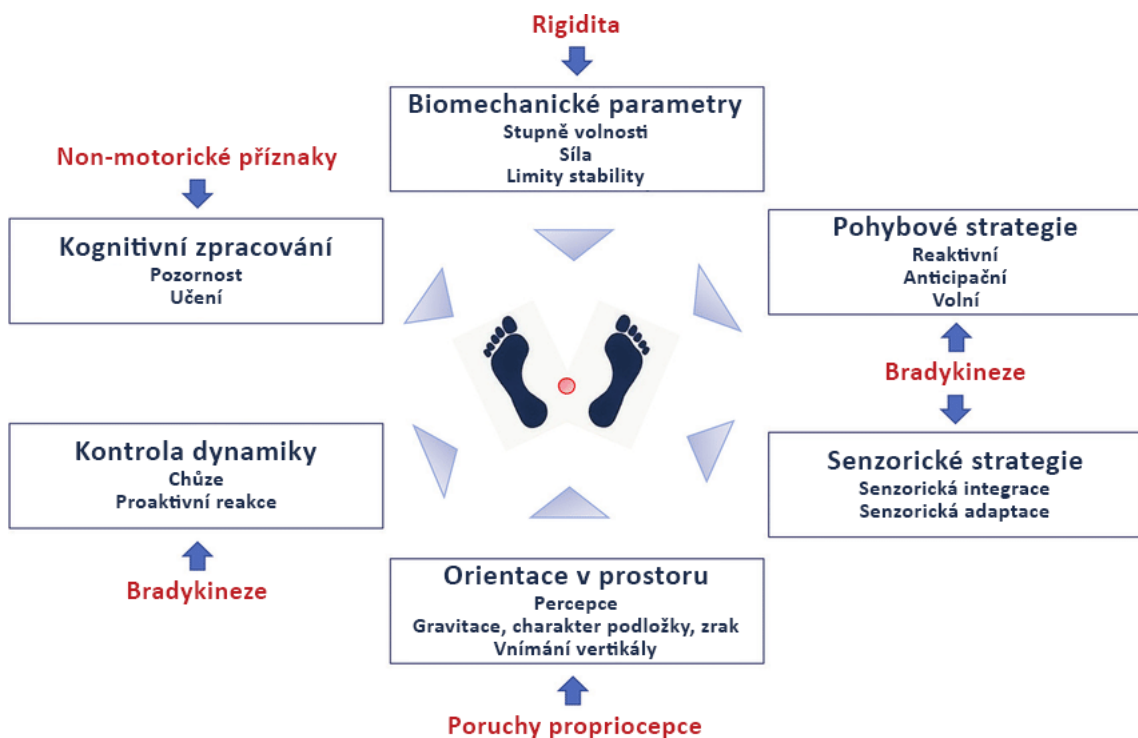 Rigidita
Biomechanické parametry
Stupně volnosti
Síla
Limity stability
Non-motorické příznaky
Kognitivní zpracování
Pozornost
Učení
Pohybové strategie
Reaktivní
Anticipační
Volní
Bradykineze
Kontrola dynamiky
Chůze
Proaktivní reakce
Bradykineze
Senzorické strategie
Senzorická integrace
Senzorická adaptace
Orientace v prostoru
Percepce
Gravitace, charakter podložky, zrak
Vnímání vertikály
Poruchy propriocepce